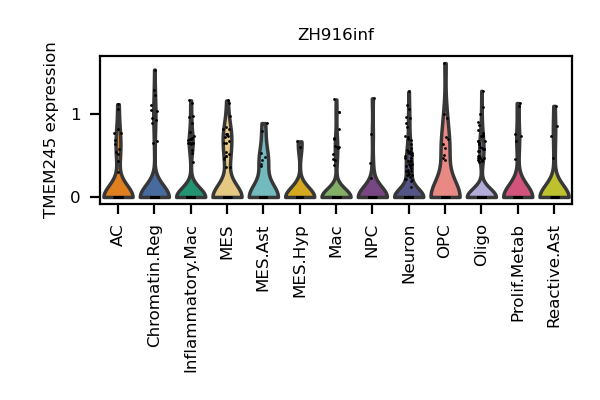 ZH916inf
TMEM245 expression
1
0
AC
Chromatin.Reg
Inflammatory.Mac
MES
MES.Ast
MES.Hyp
Mac
NPC
Neuron
OPC
Oligo
Prolif.Metab
Reactive.Ast